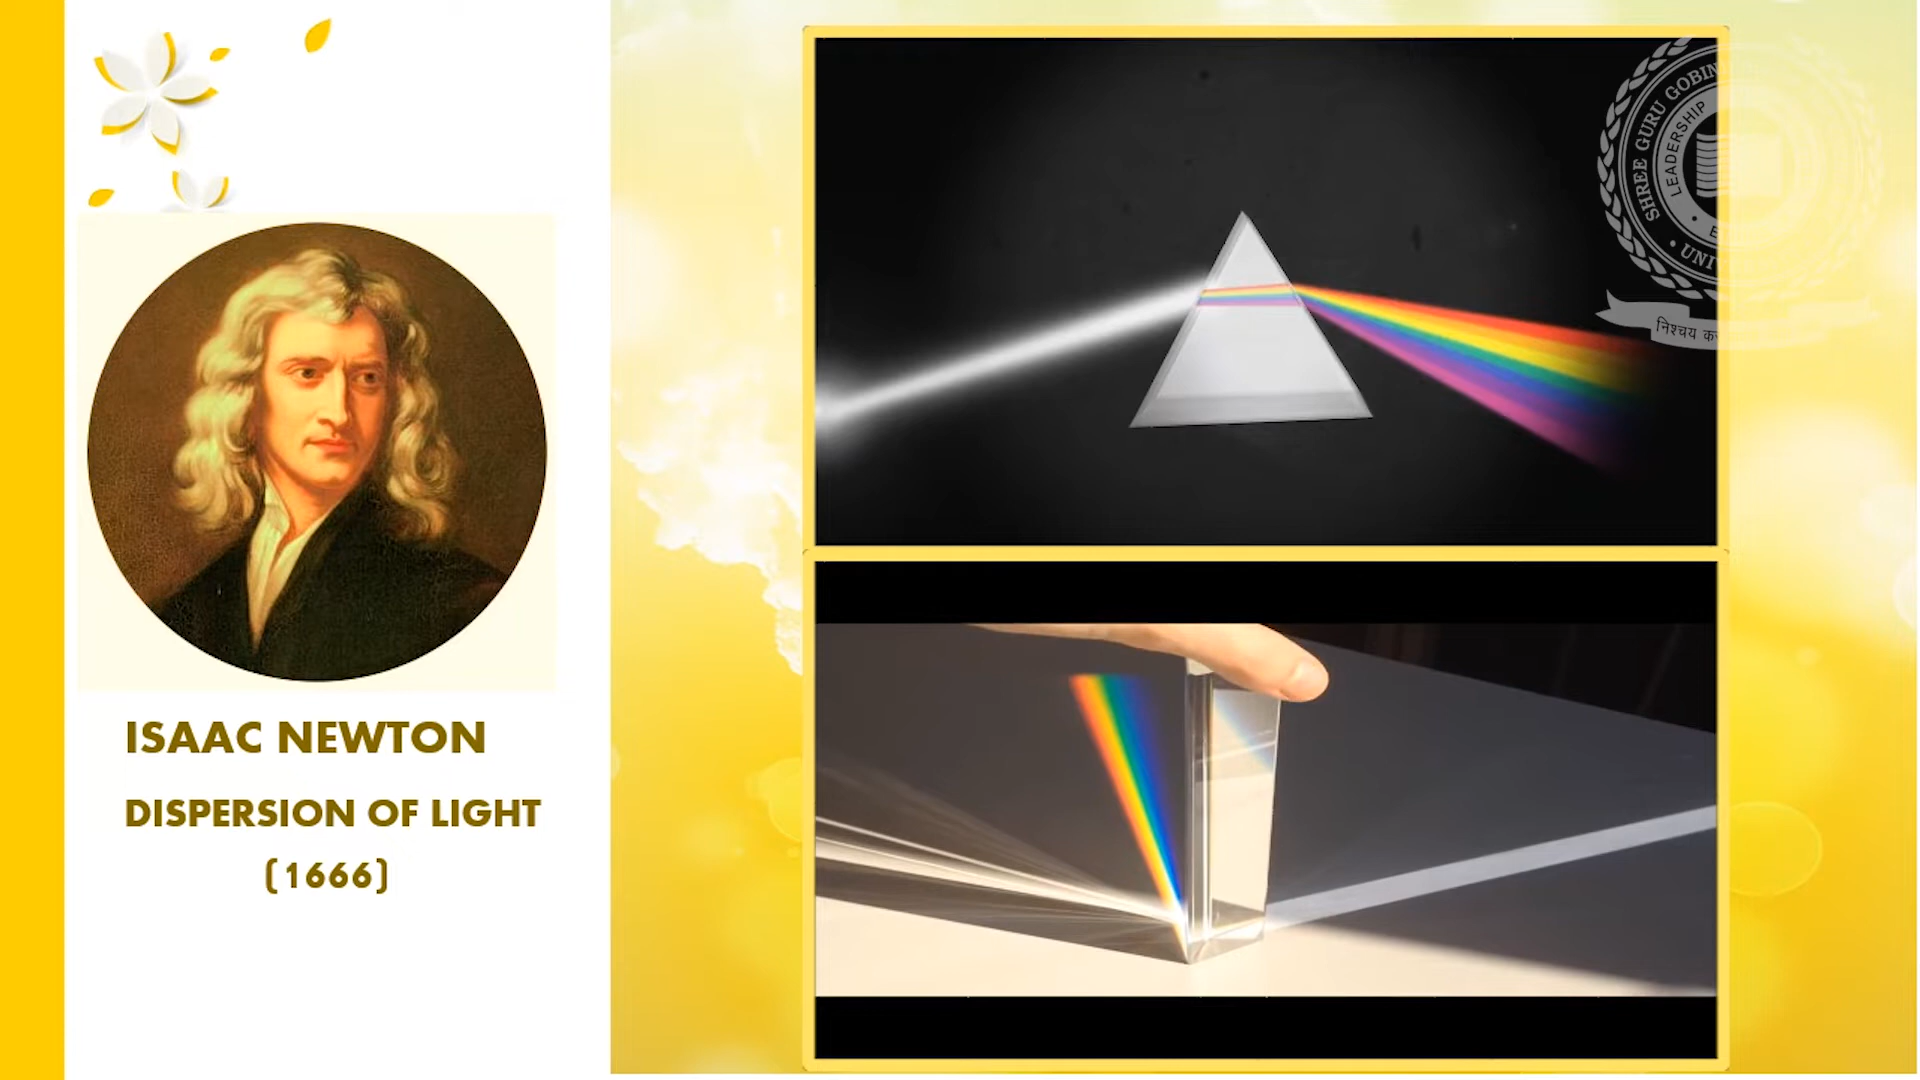 ISAAC NEWTON
DISPERSION OF LIGHT
(1666)
SHREE GURU GOBIN
LEADERSHIP
UNI
निश्चय